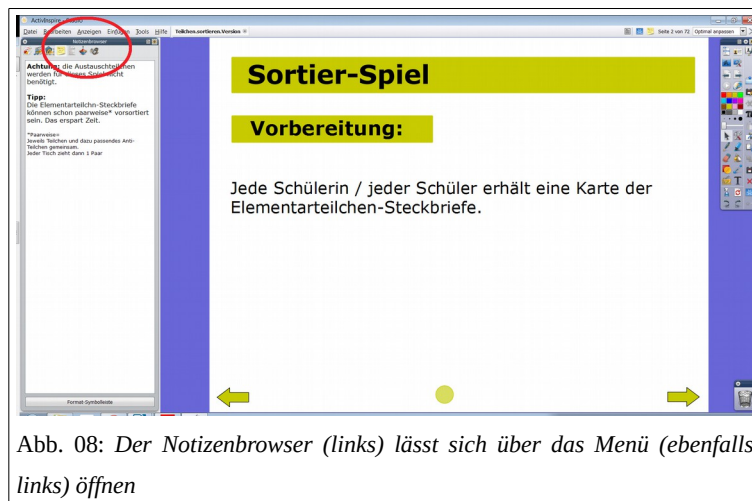 ActivInspire - Studio
Datei Bearbeiten Anzeigen Einfügen Tools Hilfe Teilchen.sortieren.Version Seite 2 von 72 Optimal anpassen
Notizenbrowser
Achtung: die Austauschteilchen
werden für dieses Spiel nicht
benötigt.
Tipp:
Die Elementarteilchn-Steckbriefe
können schon paarweise* vorsortiert
sein. Das erspart Zeit.
*Paarweise=
Jeweils Teilchen und dazu passendes Anti-
Teilchen gemeinsam.
Jeder Tisch zieht dann 1 Paar
Format-Symbolleiste
Sortier-Spiel
Vorbereitung:
Jede Schülerin / jeder Schüler erhält eine Karte der
Elementarteilchen-Steckbriefe.
Abb. 08: Der Notizenbrowser (links) lässt sich über das Menü (ebenfalls
links) öffnen